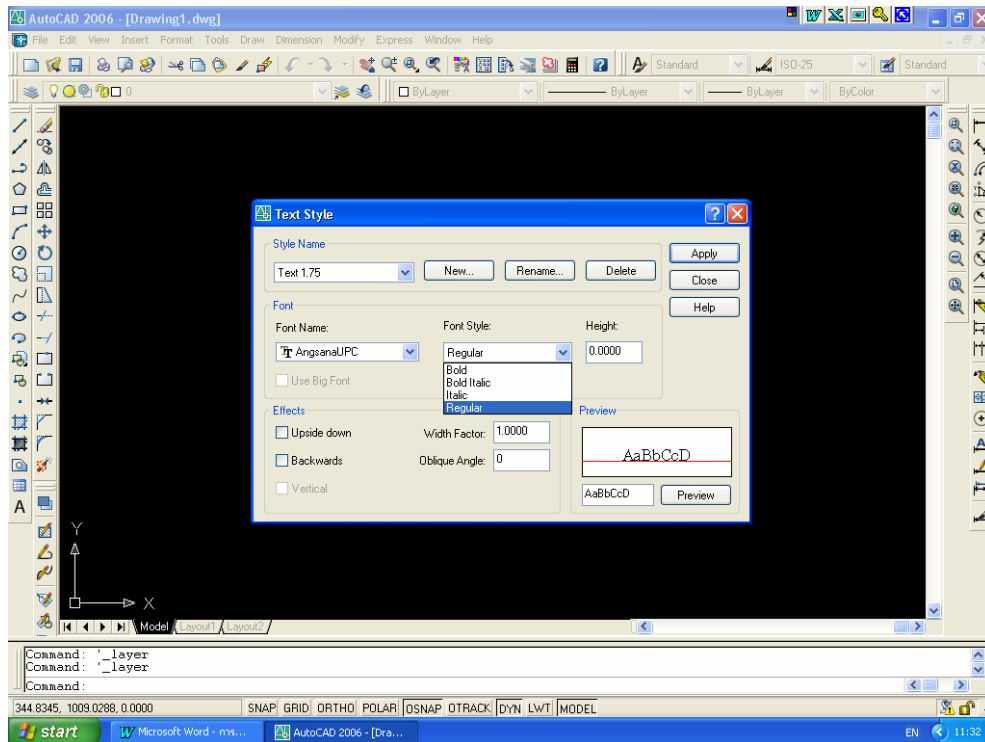 AutoCAD 2006 - [Drawing1.dwg]
File Edit View Insert Format Tools Draw Dimension Modify Express Window Help
Standard ISO-25 Standard
0 ByLayer ByLayer ByLayer ByColor
Text Style
Style Name
Text 1.75 New... Rename... Delete
Apply
Close
Help
Font
Font Name: Font Style: Height:
AngsanaUPC Regular 0.0000
Use Big Font
Bold
Bold Italic
Italic
Regular
Effects
Upside down Width Factor: 1.0000
Backwards Oblique Angle: 0
Vertical
Preview
AaBbCcD
AaBbCcD Preview
Y
X
Model Layout1 Layout2
Command: '_layer
Command: '_layer
Command:
344.8345, 1009.0288, 0.0000 SNAP GRID ORTHO POLAR OSNAP OTRACK DYN LWT MODEL
start Microsoft Word - การ... AutoCAD 2006 - [Dra... EN 11:32